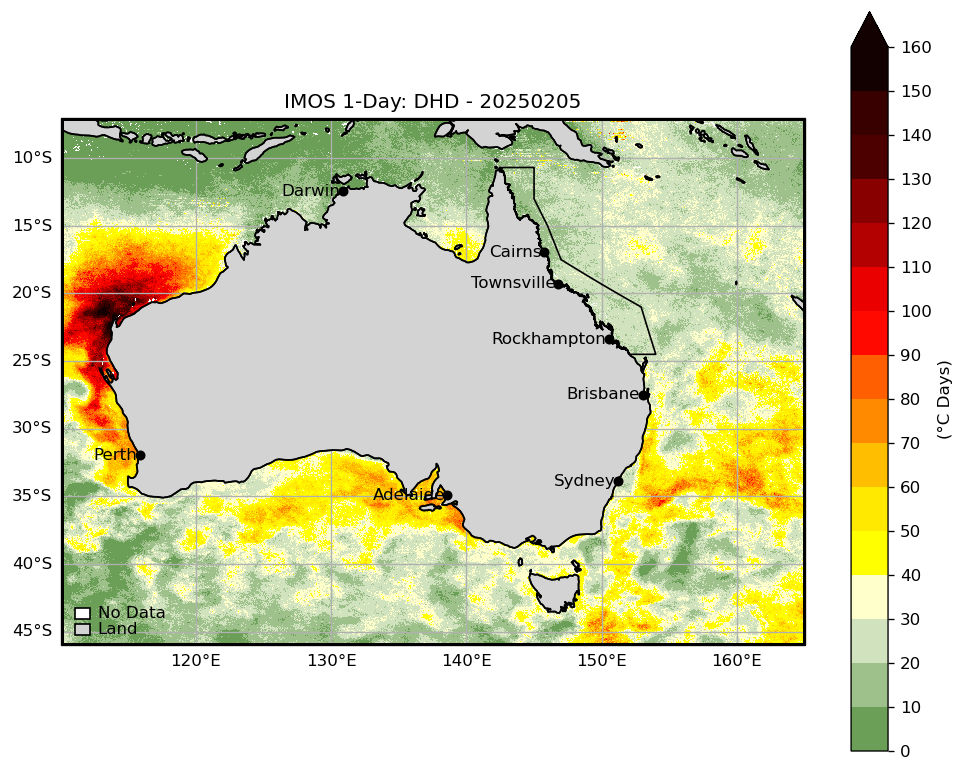 IMOS 1-Day: DHD - 20250205
160
150
140
130
120
110
100
90
80
70
60
50
40
30
20
10
0
(°C Days)
10°S
15°S
20°S
25°S
30°S
35°S
40°S
45°S
Darwin
Cairns
Townsville
Rockhampton
Brisbane
Perth
Sydney
Adelaide
No Data
Land
120°E
130°E
140°E
150°E
160°E